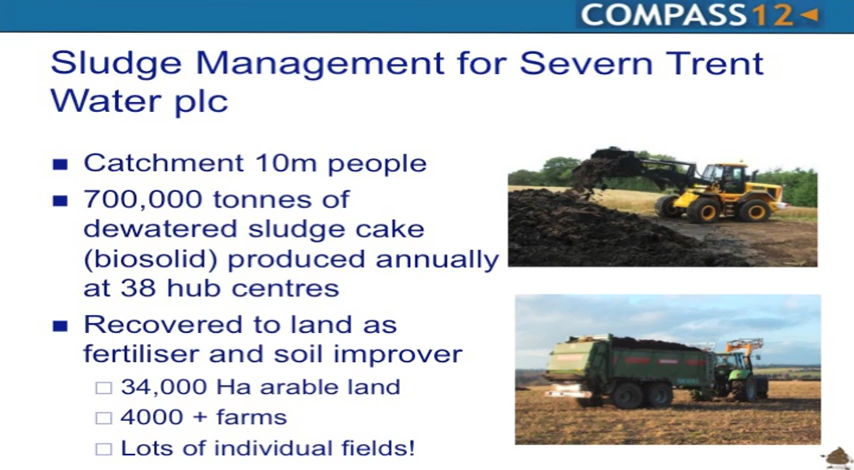 COMPASS12
Sludge Management for Severn Trent
Water plc
Catchment 10m people
700,000 tonnes of
dewatered sludge cake
(biosolid) produced annually
at 38 hub centres
Recovered to land as
fertiliser and soil improver
34,000 Ha arable land
4000 + farms
Lots of individual fields!